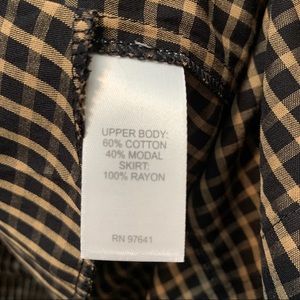 UPPER BODY:
60% COTTON
40% MODAL
SKIRT:
100% RAYON
RN 97641